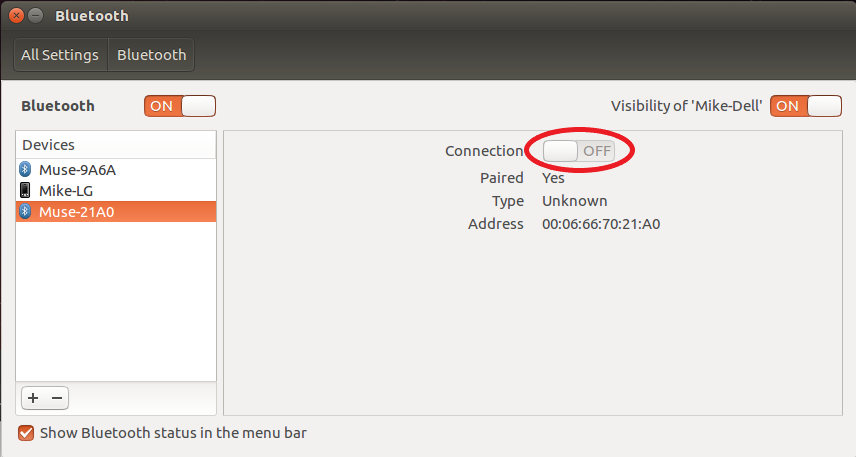 Bluetooth
All Settings Bluetooth
Bluetooth ON Visibility of 'Mike-Dell' ON
Devices
Muse-9A6A
Mike-LG
Muse-21A0
Connection OFF
Paired Yes
Type Unknown
Address 00:06:66:70:21:A0
+ −
Show Bluetooth status in the menu bar